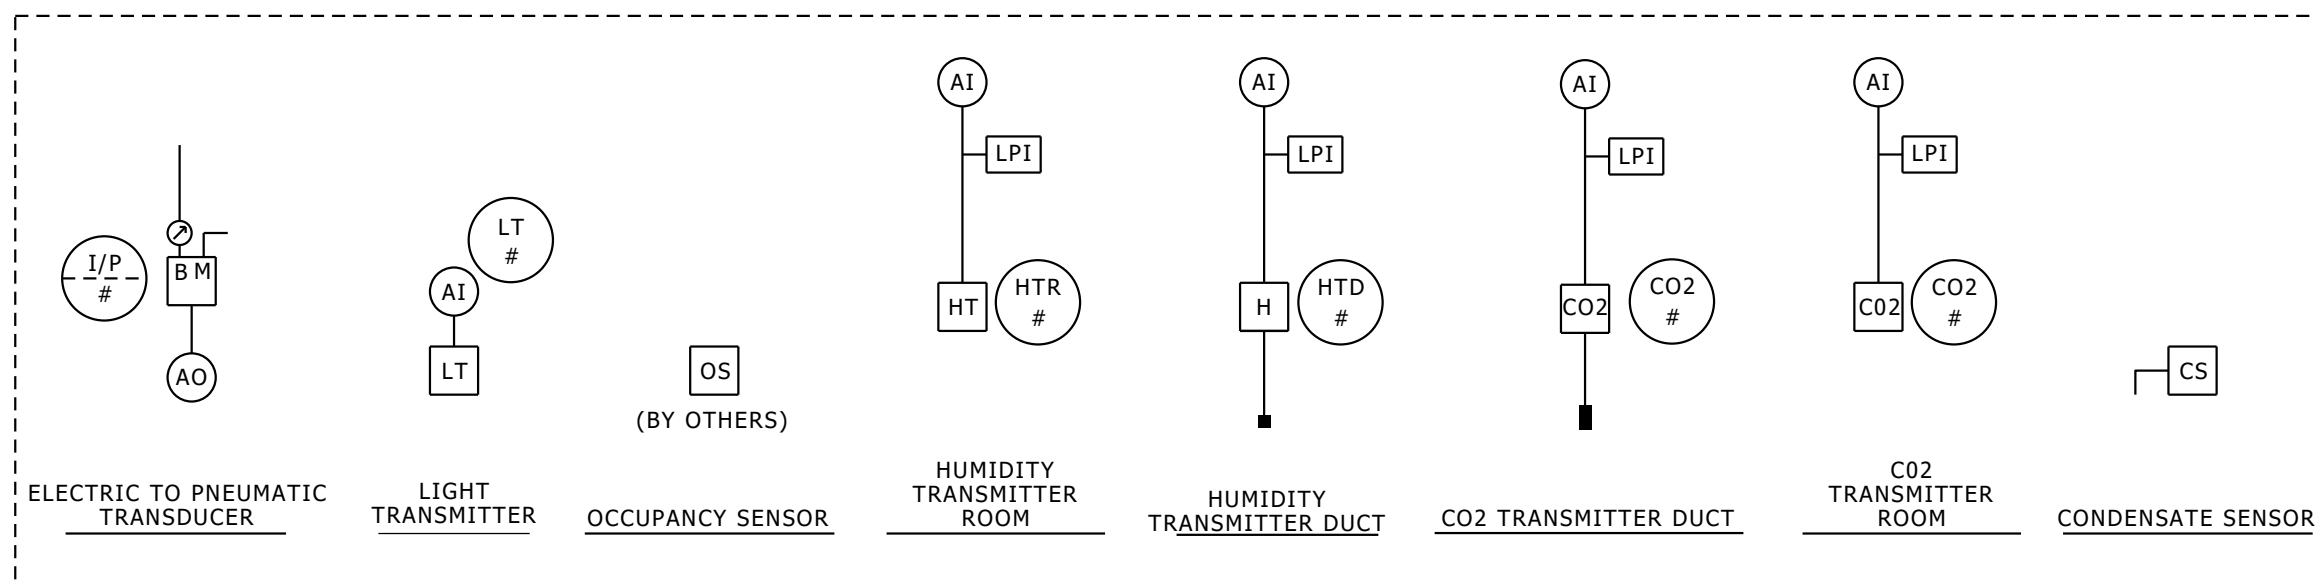 I/P
#
B M
AO
ELECTRIC TO PNEUMATIC
TRANSDUCER
LT
#
AI
LT
LIGHT
TRANSMITTER
OS
(BY OTHERS)
OCCUPANCY SENSOR
AI
LPI
HT
HTR
#
HUMIDITY
TRANSMITTER
ROOM
AI
LPI
H
HTD
#
HUMIDITY
TRANSMITTER DUCT
AI
LPI
CO2
CO2
#
CO2 TRANSMITTER DUCT
AI
LPI
C02
CO2
#
C02
TRANSMITTER
ROOM
CS
CONDENSATE SENSOR